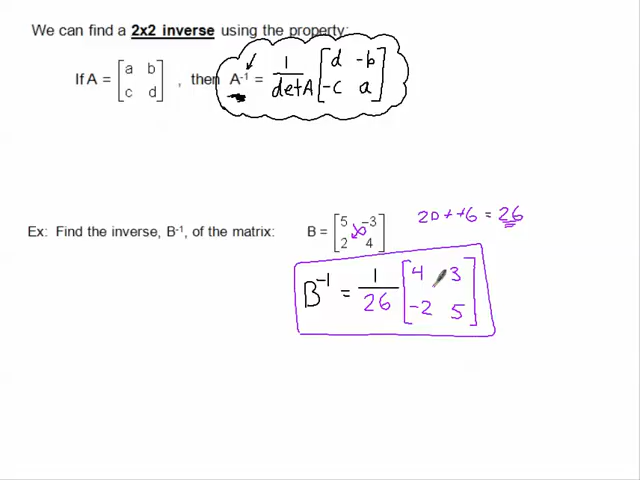 We can find a 2x2 inverse using the property:
If A = [a b; c d] , then A⁻¹ = 1/detA [d -b; -c a]
Ex: Find the inverse, B⁻¹, of the matrix: B = [5 -3; 2 4] 20 + +6 = 26
B⁻¹ = 1/26 [4 3; -2 5]